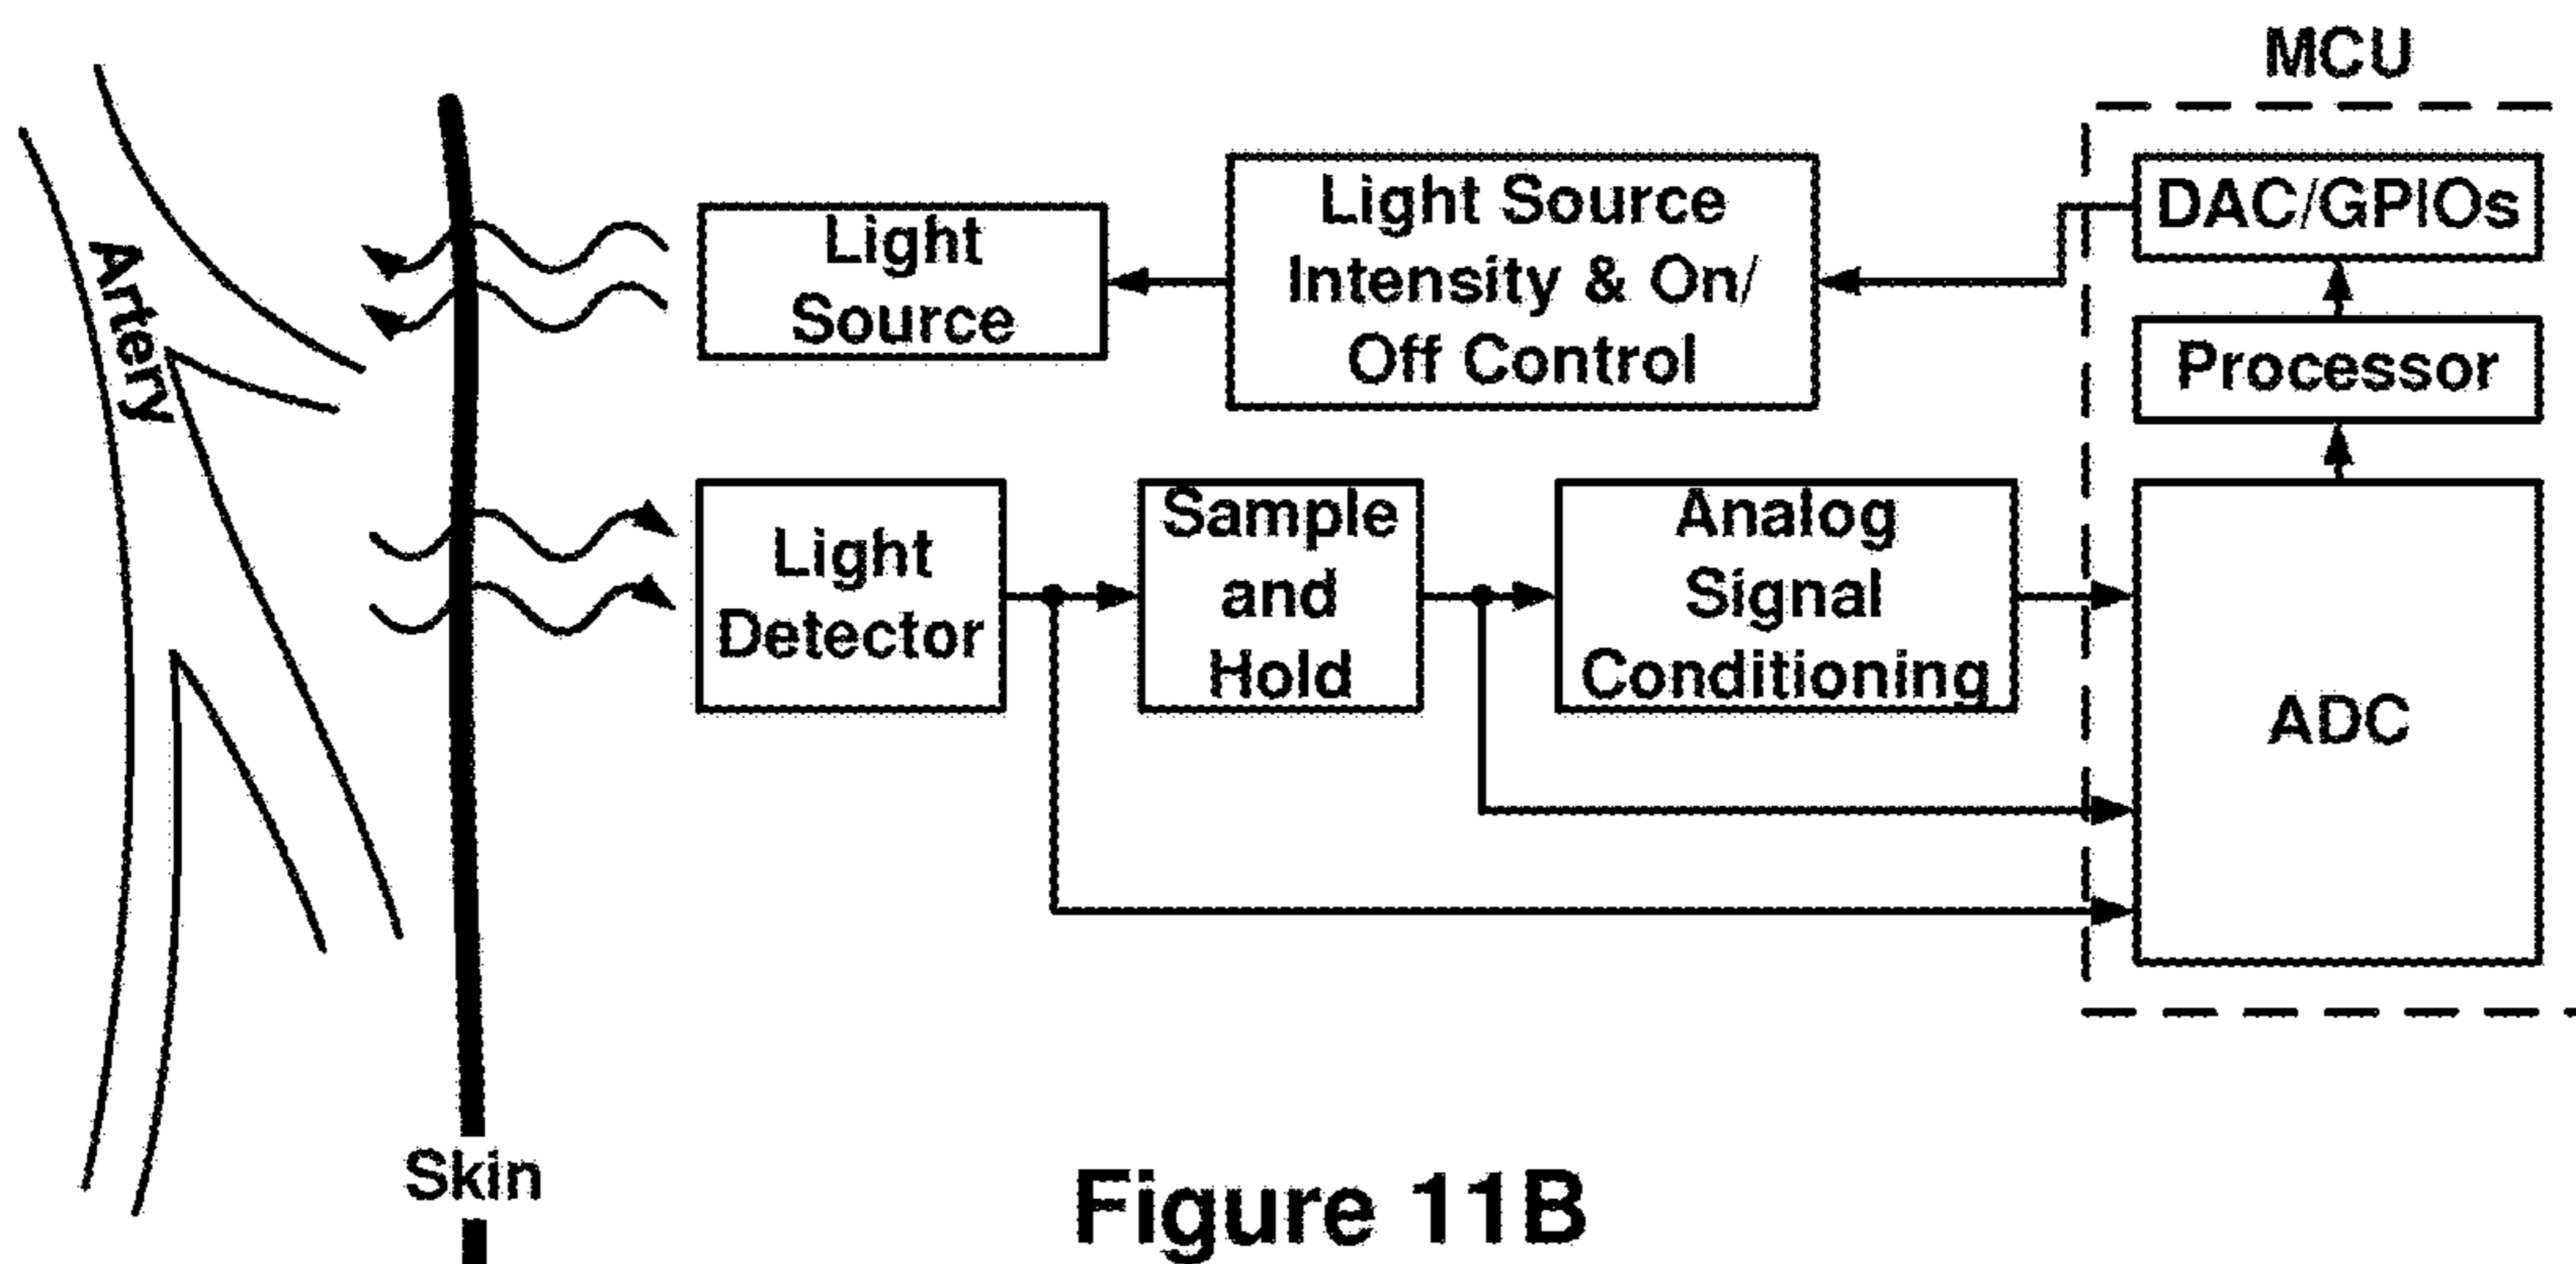 MCU
Artery
Light
Source
Light Source
Intensity & On/
Off Control
DAC/GPIOs
Processor
Light
Detector
Sample
and
Hold
Analog
Signal
Conditioning
ADC
Skin
Figure 11B